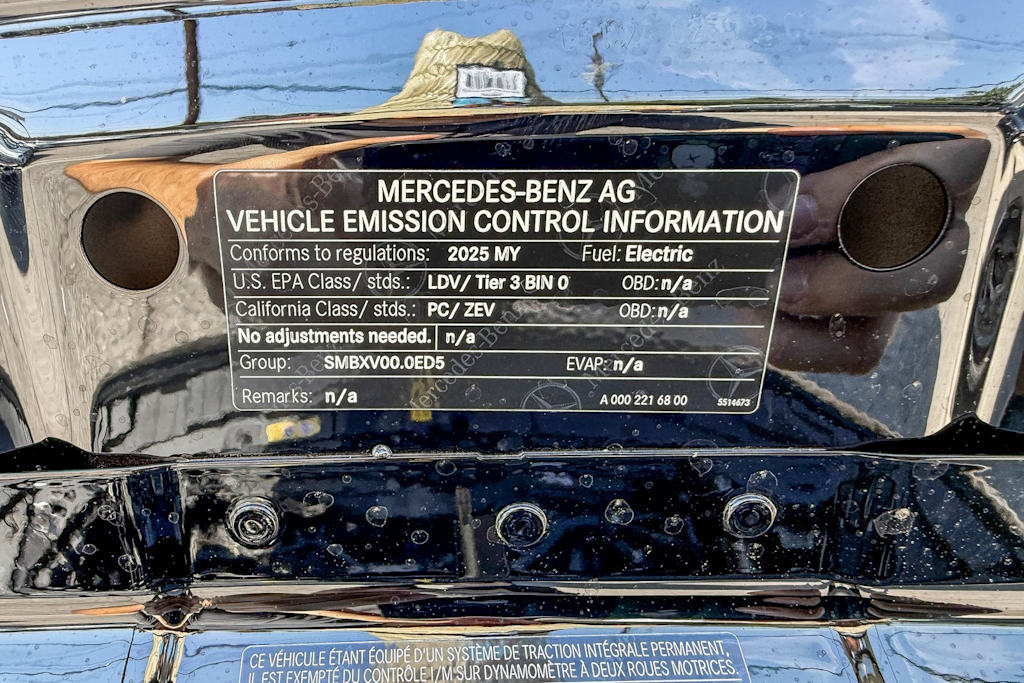 MERCEDES-BENZ AG
VEHICLE EMISSION CONTROL INFORMATION
Conforms to regulations: 2025 MY Fuel: Electric
U.S. EPA Class/ stds.: LDV/ Tier 3 BIN 0 OBD: n/a
California Class/ stds.: PC/ ZEV OBD: n/a
No adjustments needed. n/a
Group: SMBXV00.0ED5 EVAP: n/a
Remarks: n/a A 000 221 68 00 5514673
CE VÉHICULE ÉTANT ÉQUIPÉ D'UN SYSTÈME DE TRACTION INTÉGRALE PERMANENT,
IL EST EXEMPTÉ DU CONTRÔLE I/M SUR DYNAMOMÈTRE À DEUX ROUES MOTRICES.